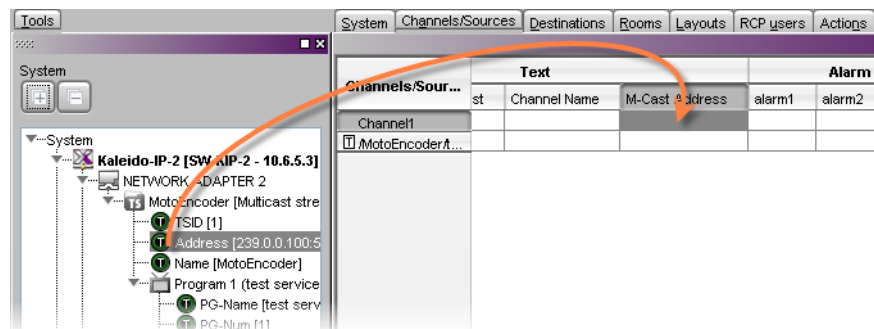 Tools
System Channels/Sources Destinations Rooms Layouts RCP users Actions
System
Channels/Sour... Text Alarm
st Channel Name M-Cast Address alarm1 alarm2
Channel1
T /MotoEncoder/t...
System
Kaleido-IP-2 [SW-KIP-2 - 10.6.5.3]
NETWORK ADAPTER 2
TS MotoEncoder [Multicast stre
T TSID [1]
T Address [239.0.0.100:5
T Name [MotoEncoder]
Program 1 (test service
T PG-Name [test serv
T PG-Num [1]